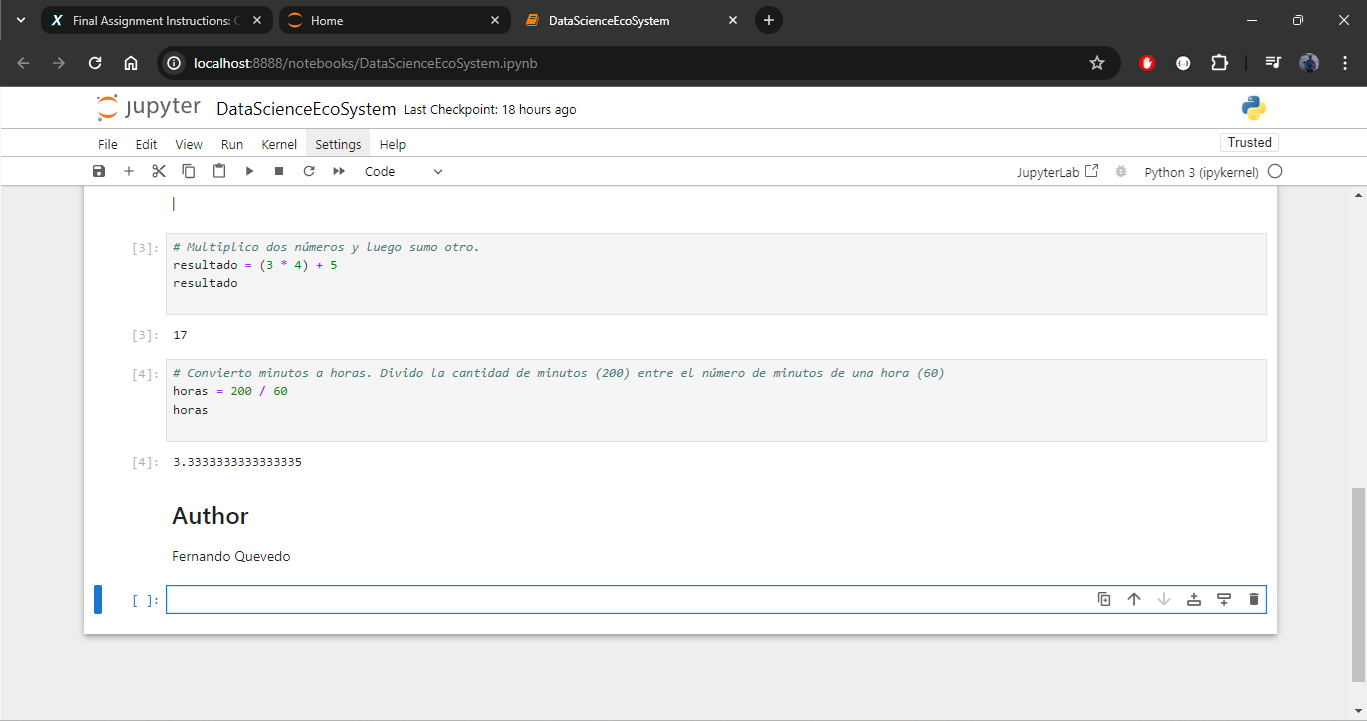 Final Assignment Instructions: C
Home
DataScienceEcoSystem
localhost:8888/notebooks/DataScienceEcoSystem.ipynb
jupyter DataScienceEcoSystem Last Checkpoint: 18 hours ago
File Edit View Run Kernel Settings Help
Trusted
Code
JupyterLab
Python 3 (ipykernel)
[3]: # Multiplico dos números y luego sumo otro.
resultado = (3 * 4) + 5
resultado
[3]: 17
[4]: # Convierto minutos a horas. Divido la cantidad de minutos (200) entre el número de minutos de una hora (60)
horas = 200 / 60
horas
[4]: 3.3333333333333335
Author
Fernando Quevedo
[ ]: